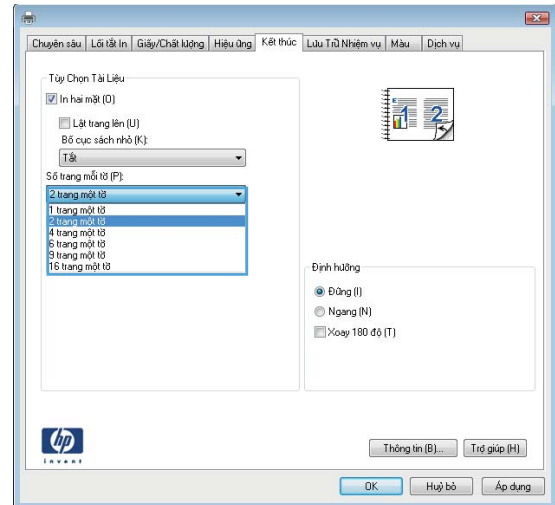 Chuyên sâu Lối tắt In Giấy/Chất lượng Hiệu ứng Kết thúc Lưu Trữ Nhiệm vụ Màu Dịch vụ
Tùy Chọn Tài Liệu
In hai mặt (O)
Lật trang lên (U)
Bố cục sách nhỏ (K):
Tắt
Số trang mỗi tờ (P):
2 trang một tờ
1 trang một tờ
2 trang một tờ
4 trang một tờ
6 trang một tờ
9 trang một tờ
16 trang một tờ
1 2
Định hướng
Đứng (I)
Ngang (N)
Xoay 180 độ (T)
hp
invent
Thông tin (B)... Trợ giúp (H)
OK Huỷ bỏ Áp dụng